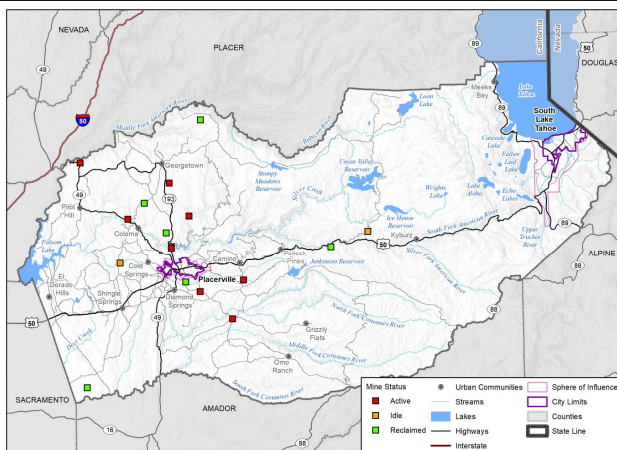 NEVADA
PLACER
DOUGLAS
California
Nevada
89
50
49
80
Middle Fork American River
Rubicon River
Loon
Lake
Meeks
Bay
Lake
Tahoe
89
South
Lake
Tahoe
Georgetown
Stumpy
Meadows
Reservoir
Union Valley
Reservoir
Silver Creek
Cascade
Lake
Fallen
Leaf
Lake
193
49
Pilot
Hill
Coloma
Wrights
Lake
Lake
Aloha
Echo
Lakes
Ice House
Reservoir
South Fork American River
Kyburz
50
89
Upper
Truckee
River
Folsom
Lake
Camino
Pollock
Pines
Jenkinson Reservoir
Silver Fork American River
ALPINE
88
El
Dorado
Hills
Cold
Springs
Placerville
Shingle
Springs
Diamond
Springs
50
49
88
North Fork Cosumnes River
Grizzly
Flats
Deer Creek
Middle Fork Cosumnes River
Omo
Ranch
South Fork Cosumnes River
SACRAMENTO
AMADOR
16
88
Mine Status
Active
Idle
Reclaimed
Urban Communities
Streams
Lakes
Highways
Interstate
Sphere of Influence
City Limits
Counties
State Line